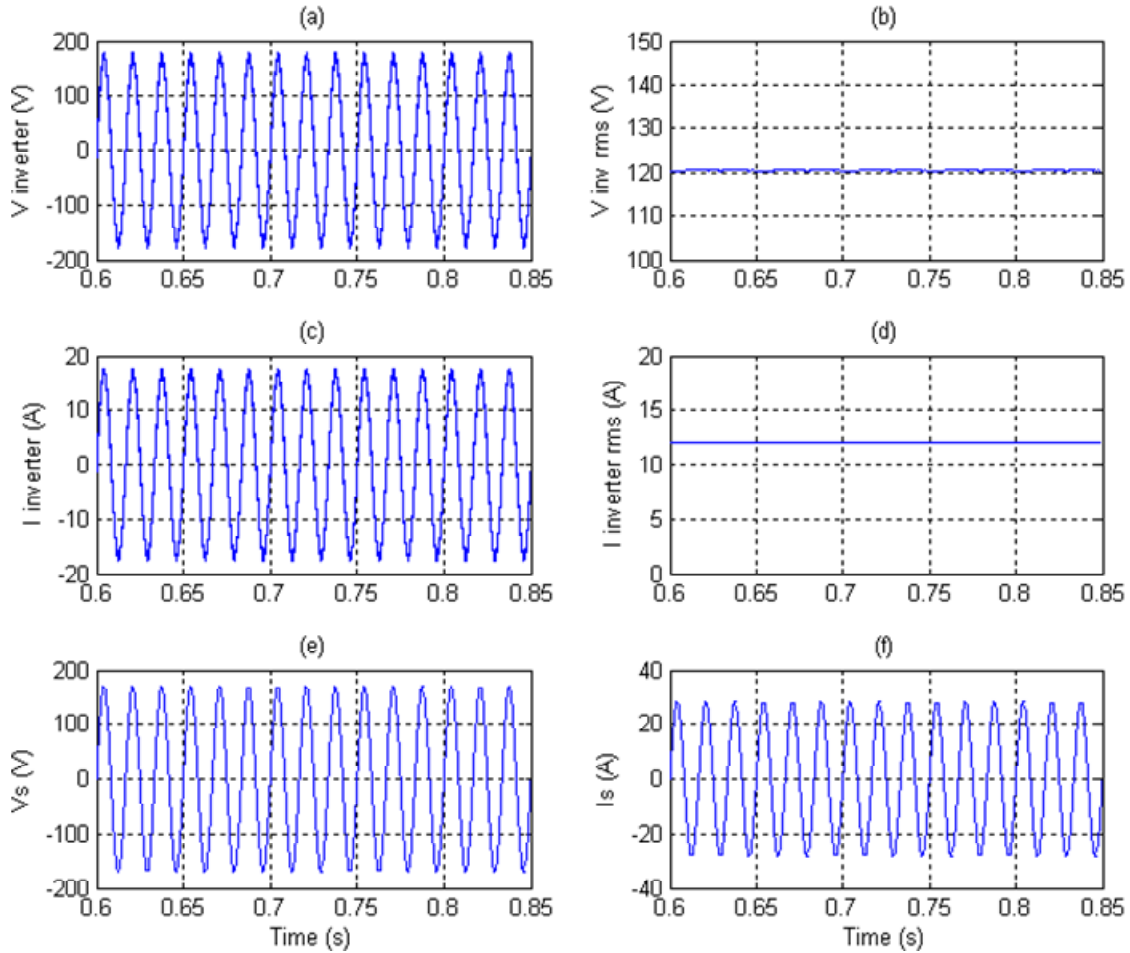 (a)
V inverter (V)
200
100
0
-100
-200
0.6 0.65 0.7 0.75 0.8 0.85
(b)
V inv rms (V)
150
140
130
120
110
100
0.6 0.65 0.7 0.75 0.8 0.85
(c)
I inverter (A)
20
10
0
-10
-20
0.6 0.65 0.7 0.75 0.8 0.85
(d)
I inverter rms (A)
20
15
10
5
0
0.6 0.65 0.7 0.75 0.8 0.85
(e)
Vs (V)
200
100
0
-100
-200
0.6 0.65 0.7 0.75 0.8 0.85
Time (s)
(f)
Is (A)
40
20
0
-20
-40
0.6 0.65 0.7 0.75 0.8 0.85
Time (s)